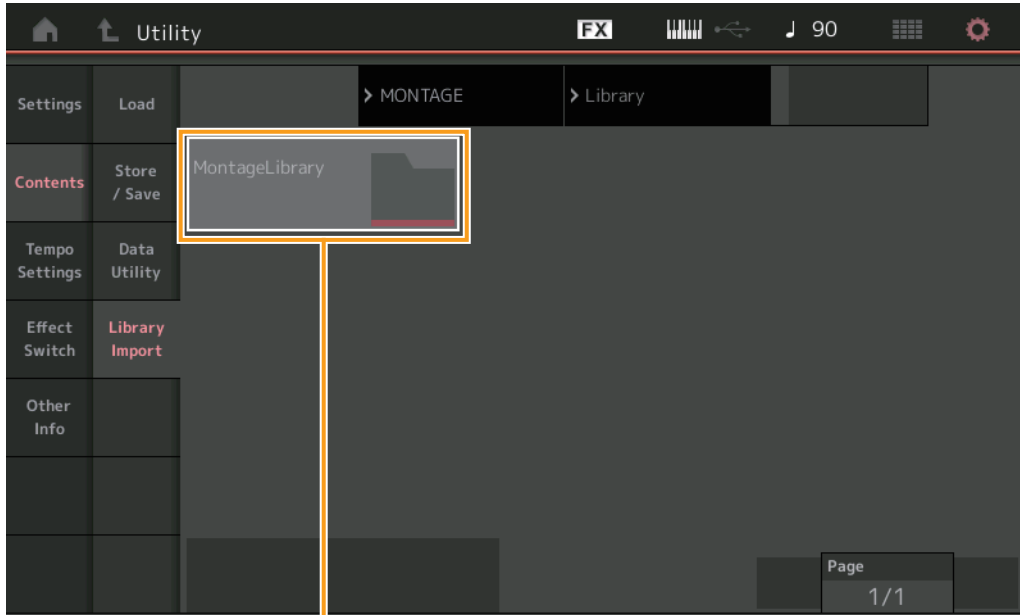 Utility
FX
90
Settings
Load
> MONTAGE
> Library
Contents
Store
/ Save
MontageLibrary
Tempo
Settings
Data
Utility
Effect
Switch
Library
Import
Other
Info
Page
1/1